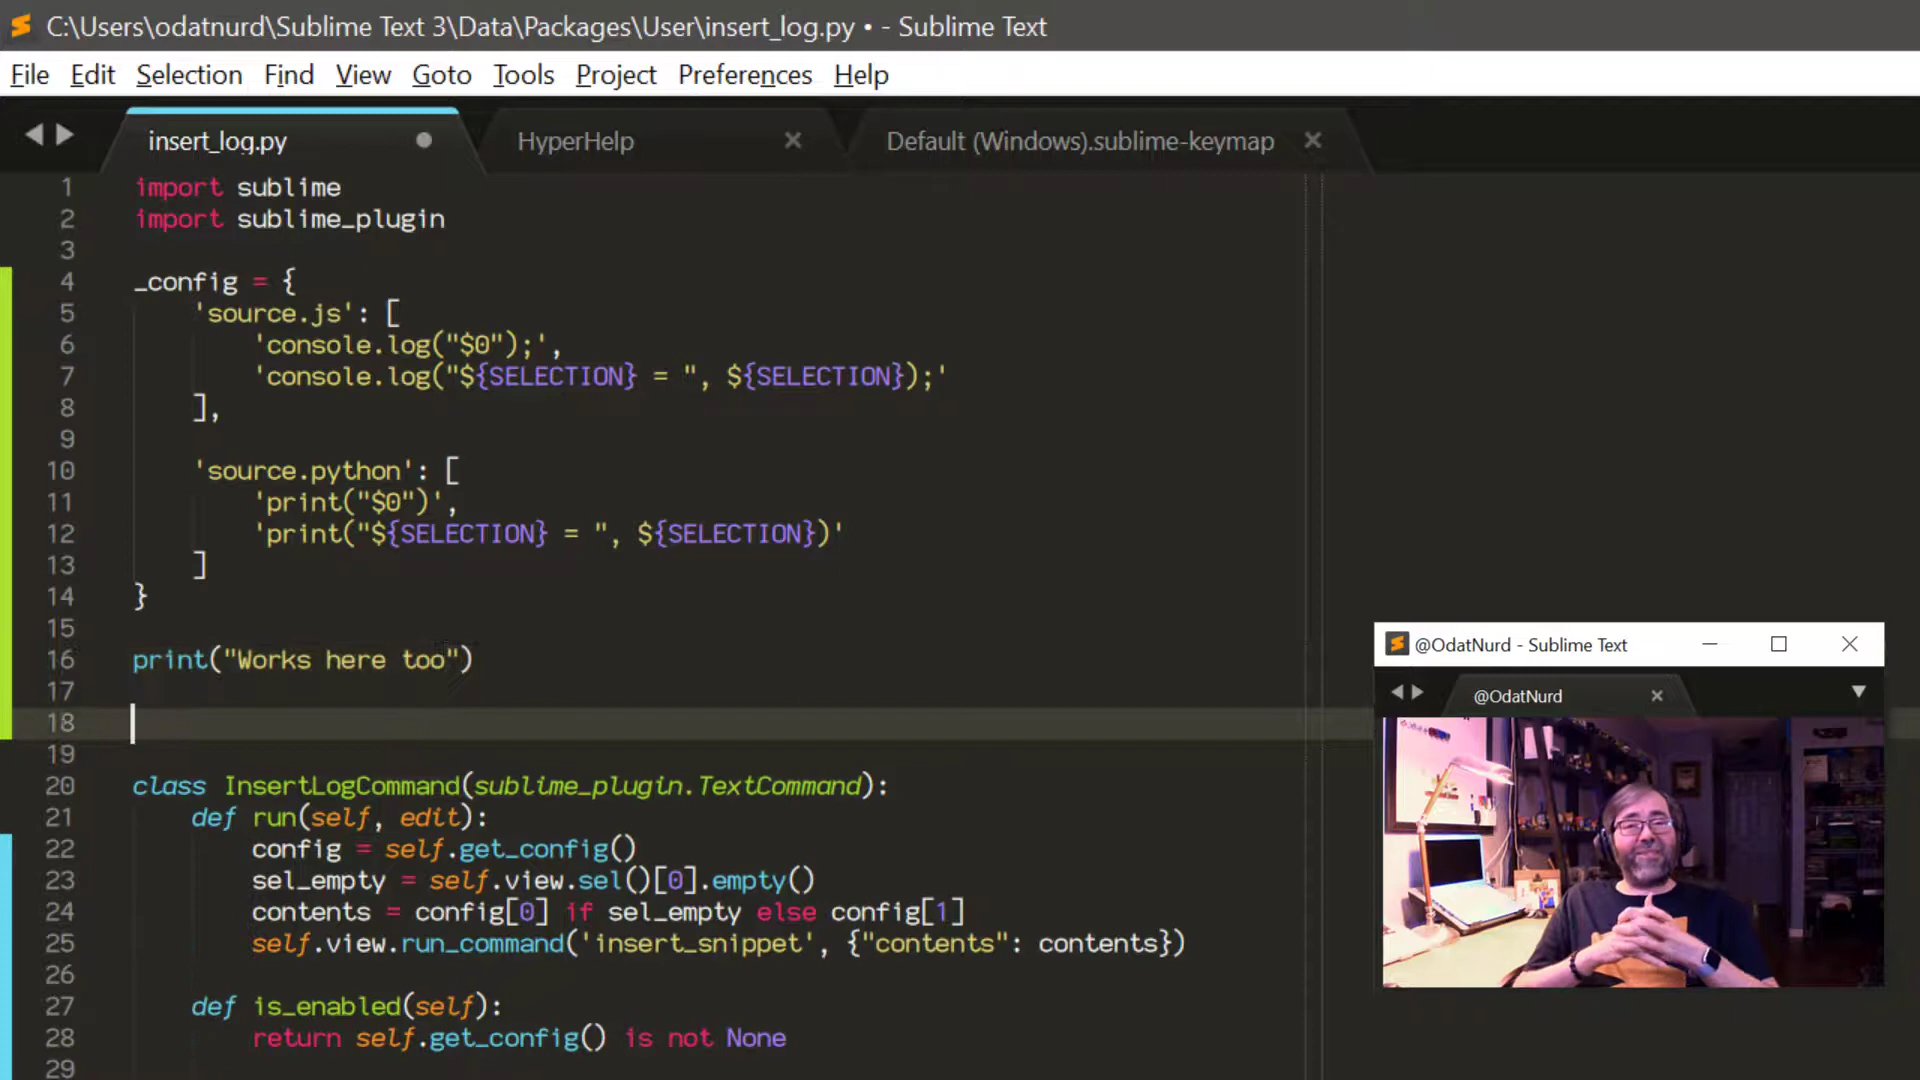 C:\Users\odatnurd\Sublime Text 3\Data\Packages\User\insert_log.py • - Sublime Text
File Edit Selection Find View Goto Tools Project Preferences Help
insert_log.py HyperHelp Default (Windows).sublime-keymap
1 import sublime
2 import sublime_plugin
3
4 _config = {
5 'source.js': [
6 'console.log("$0");',
7 'console.log("${SELECTION} = ", ${SELECTION});'
8 ],
9
10 'source.python': [
11 'print("$0")',
12 'print("${SELECTION} = ", ${SELECTION})'
13 ]
14 }
15
16 print("Works here too")
17
18
19
20 class InsertLogCommand(sublime_plugin.TextCommand):
21 def run(self, edit):
22 config = self.get_config()
23 sel_empty = self.view.sel()[0].empty()
24 contents = config[0] if sel_empty else config[1]
25 self.view.run_command('insert_snippet', {"contents": contents})
26
27 def is_enabled(self):
28 return self.get_config() is not None
29
@OdatNurd - Sublime Text
@OdatNurd